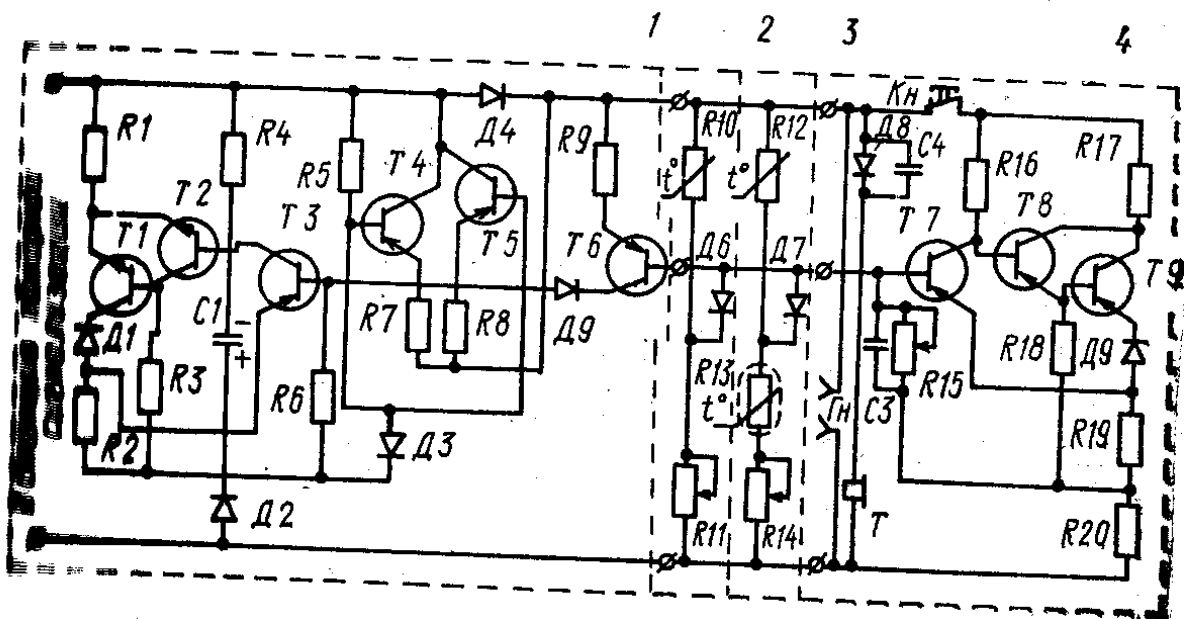 1 2 3 4
R1 T2 R4 R5 T4 Д4 R9 R10 R12 Кн Д8 C4 R16 R17
T1 T3 T5 T6 t° t° T7 T8 T9
Д6 Д7
Д1 C1 - + R7 R8 Д9 R18 Д9
R3 R6 R13 C3 R15
R2 Д3 t° Гн R19
Д2 R11 R14 T R20